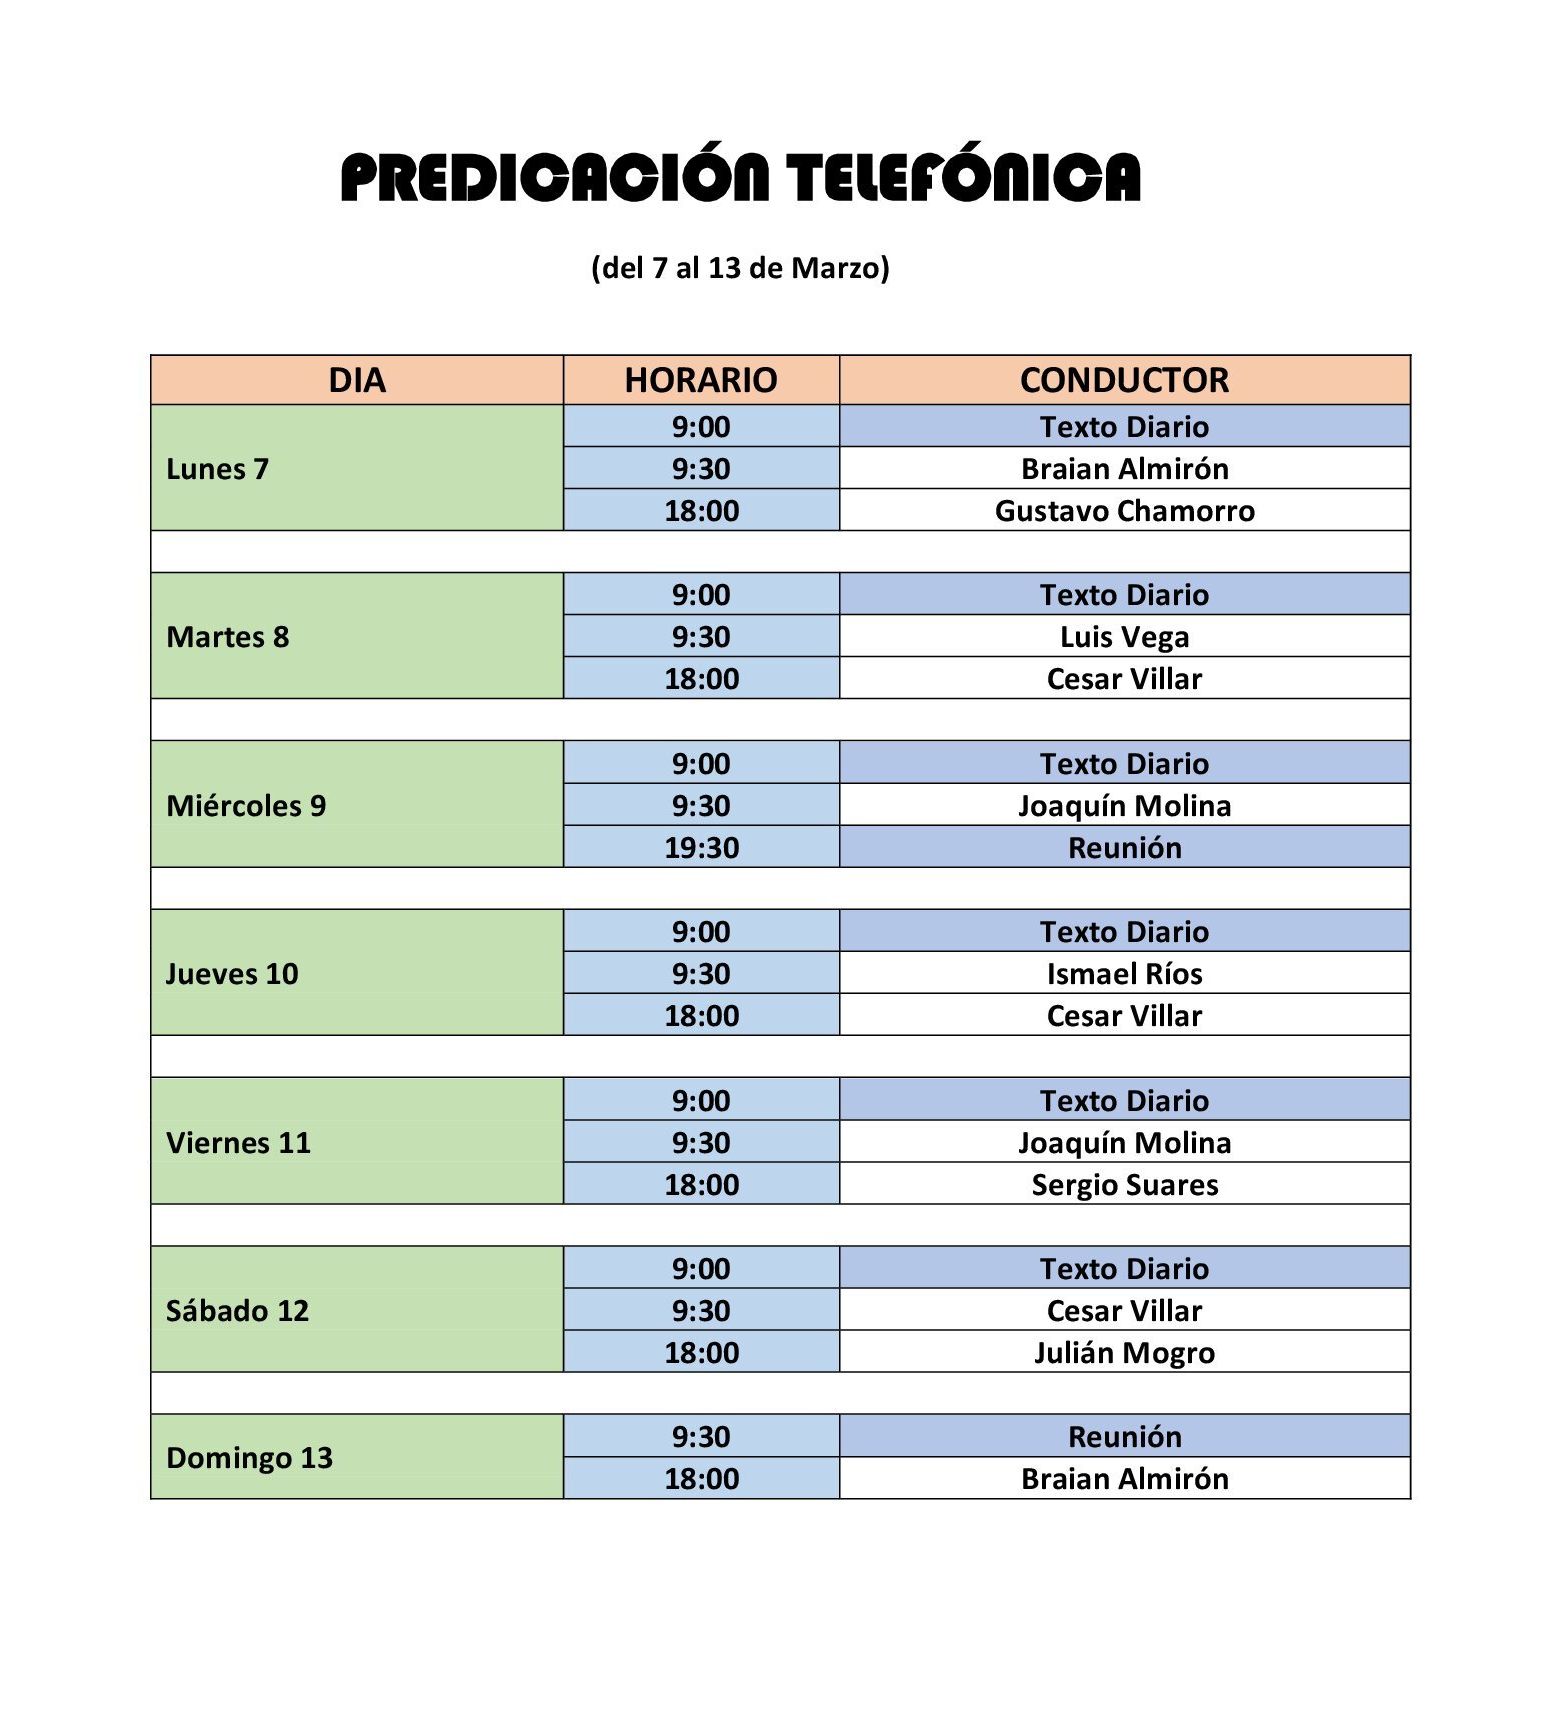 PREDICACIÓN TELEFÓNICA
(del 7 al 13 de Marzo)
DIA HORARIO CONDUCTOR
Lunes 7
9:00 Texto Diario
9:30 Braian Almirón
18:00 Gustavo Chamorro
Martes 8
9:00 Texto Diario
9:30 Luis Vega
18:00 Cesar Villar
Miércoles 9
9:00 Texto Diario
9:30 Joaquín Molina
19:30 Reunión
Jueves 10
9:00 Texto Diario
9:30 Ismael Ríos
18:00 Cesar Villar
Viernes 11
9:00 Texto Diario
9:30 Joaquín Molina
18:00 Sergio Suares
Sábado 12
9:00 Texto Diario
9:30 Cesar Villar
18:00 Julián Mogro
Domingo 13
9:30 Reunión
18:00 Braian Almirón